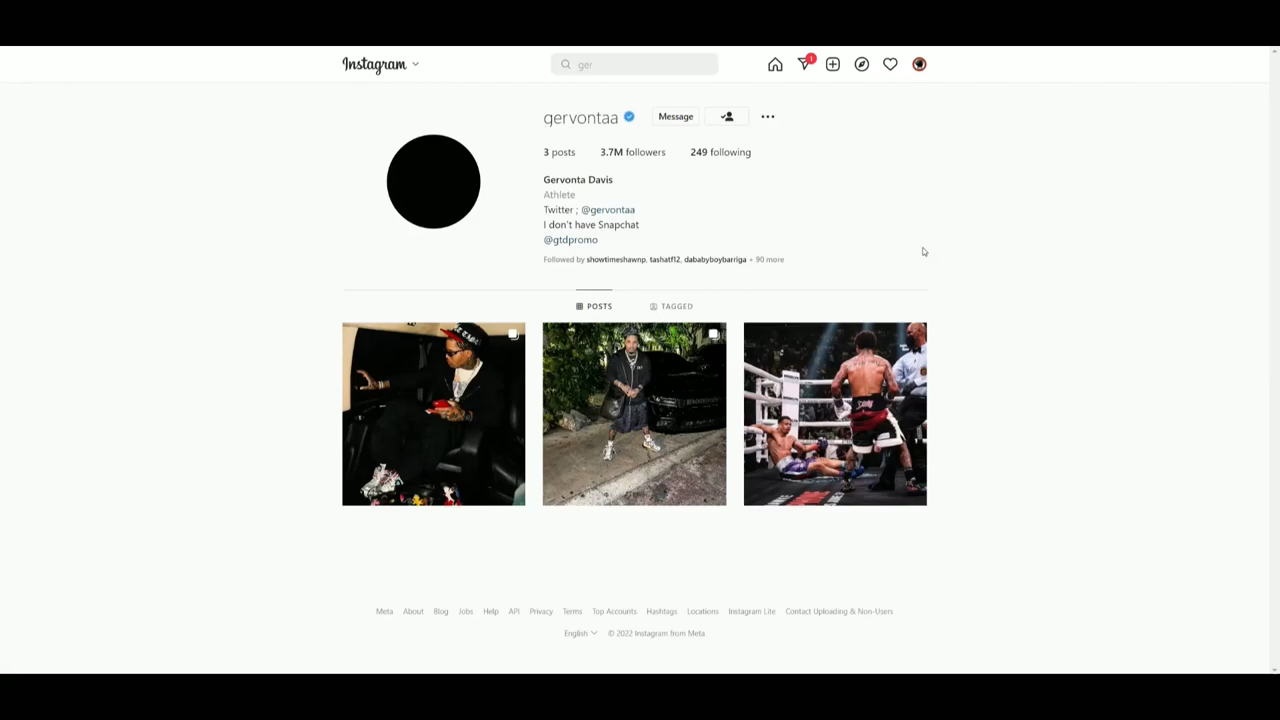 Instagram
ger
1
gervontaa
Message
3 posts 3.7M followers 249 following
Gervonta Davis
Athlete
Twitter ; @gervontaa
I don't have Snapchat
@gtdpromo
Followed by showtimeshawnp, tashatf12, dababyboybarriga + 90 more
POSTS TAGGED
Meta About Blog Jobs Help API Privacy Terms Top Accounts Hashtags Locations Instagram Lite Contact Uploading & Non-Users
English © 2022 Instagram from Meta